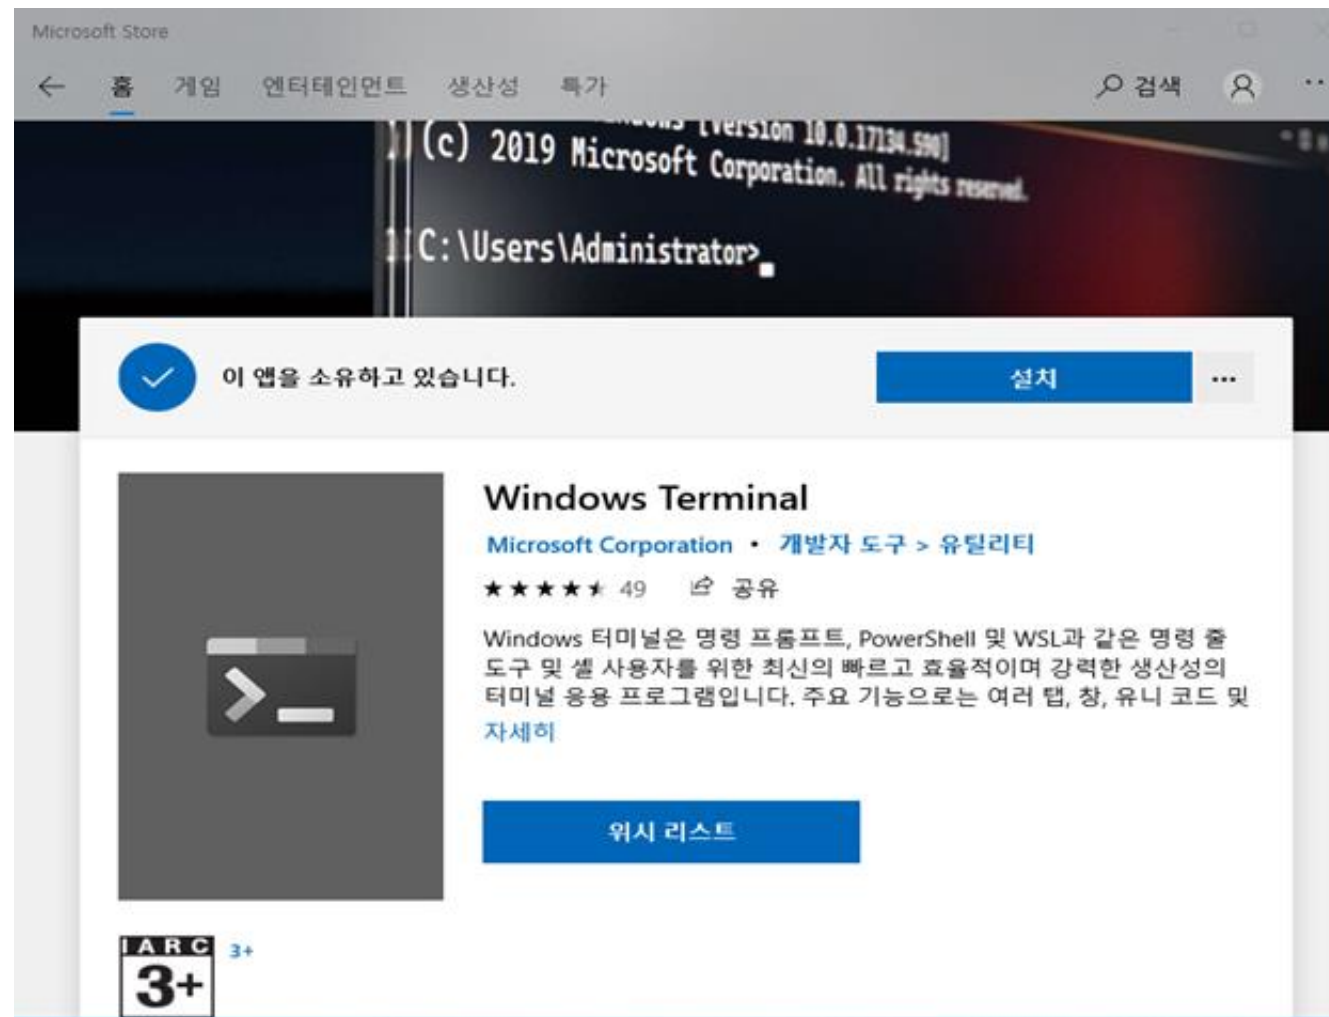 Microsoft Store
홈 게임 엔터테인먼트 생산성 특가 검색
[Version 10.0.17134.590]
(c) 2019 Microsoft Corporation. All rights reserved.
C:\Users\Administrator>
이 앱을 소유하고 있습니다. 설치
Windows Terminal
Microsoft Corporation • 개발자 도구 > 유틸리티
49 공유
Windows 터미널은 명령 프롬프트, PowerShell 및 WSL과 같은 명령 줄
도구 및 셸 사용자를 위한 최신의 빠르고 효율적이며 강력한 생산성의
터미널 응용 프로그램입니다. 주요 기능으로는 여러 탭, 창, 유니 코드 및
자세히
위시 리스트
IARC 3+
3+